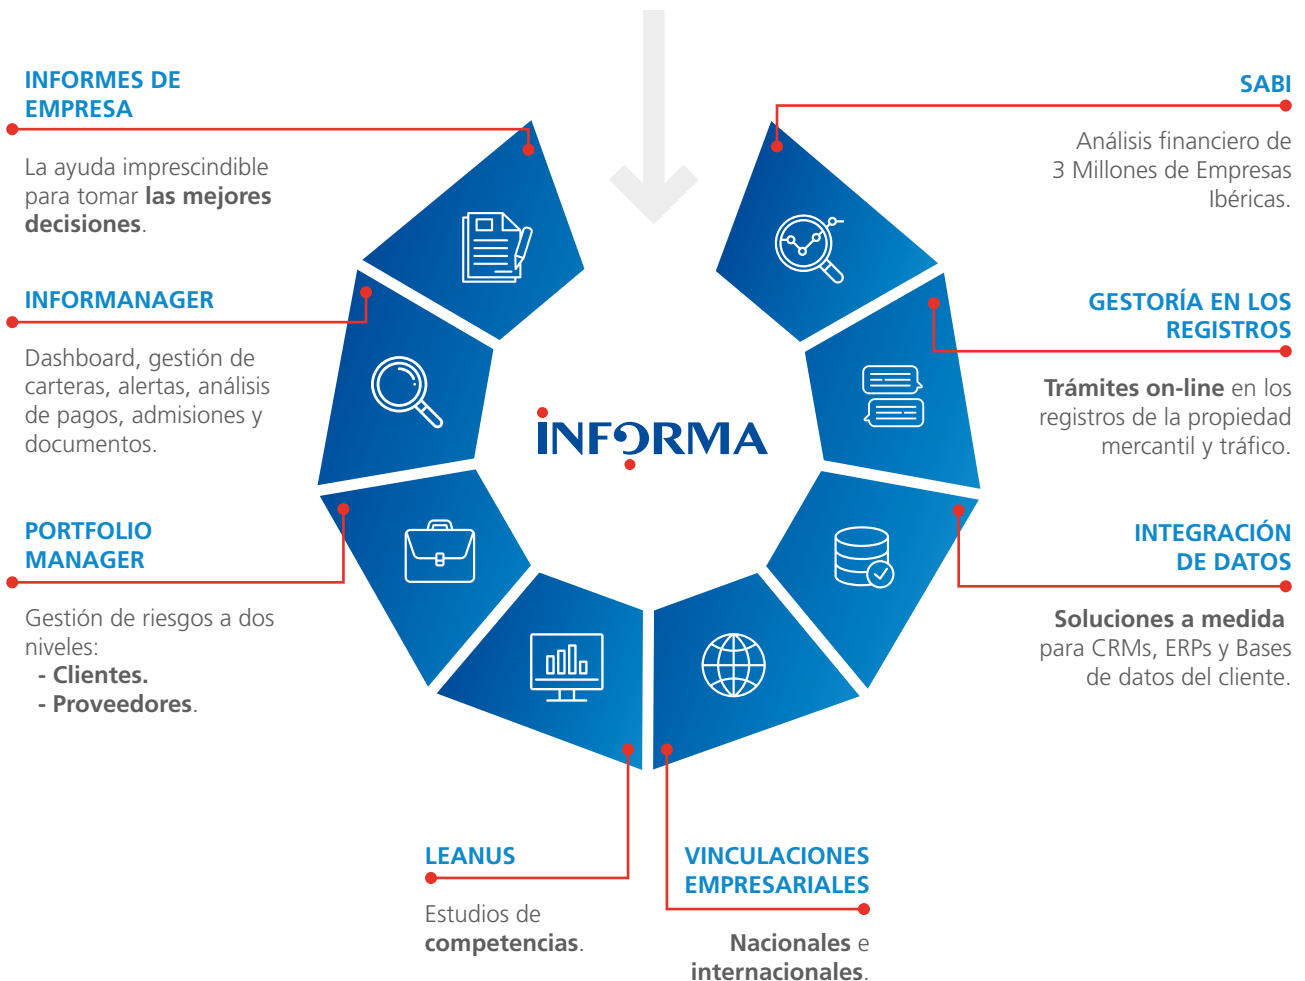 INFORMES DE
EMPRESA
La ayuda imprescindible
para tomar las mejores
decisiones.
INFORMANAGER
Dashboard, gestión de
carteras, alertas, análisis
de pagos, admisiones y
documentos.
PORTFOLIO
MANAGER
Gestión de riesgos a dos
niveles:
- Clientes.
- Proveedores.
INFORMA
SABI
Análisis financiero de
3 Millones de Empresas
Ibéricas.
GESTORÍA EN LOS
REGISTROS
Trámites on-line en los
registros de la propiedad
mercantil y tráfico.
INTEGRACIÓN
DE DATOS
Soluciones a medida
para CRMs, ERPs y Bases
de datos del cliente.
LEANUS
Estudios de
competencias.
VINCULACIONES
EMPRESARIALES
Nacionales e
internacionales.